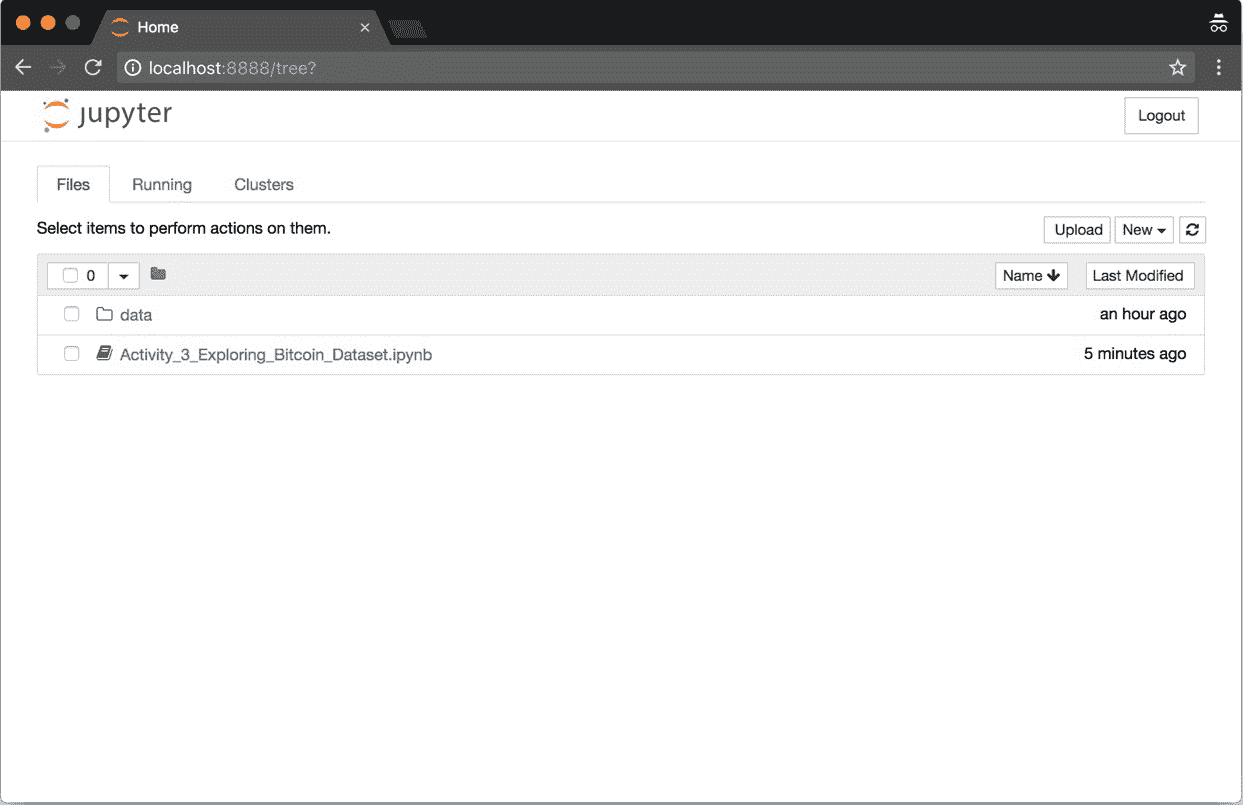 Home
localhost:8888/tree?
jupyter
Logout
Files Running Clusters
Select items to perform actions on them.
Upload New
0 Name Last Modified
data an hour ago
Activity_3_Exploring_Bitcoin_Dataset.ipynb 5 minutes ago